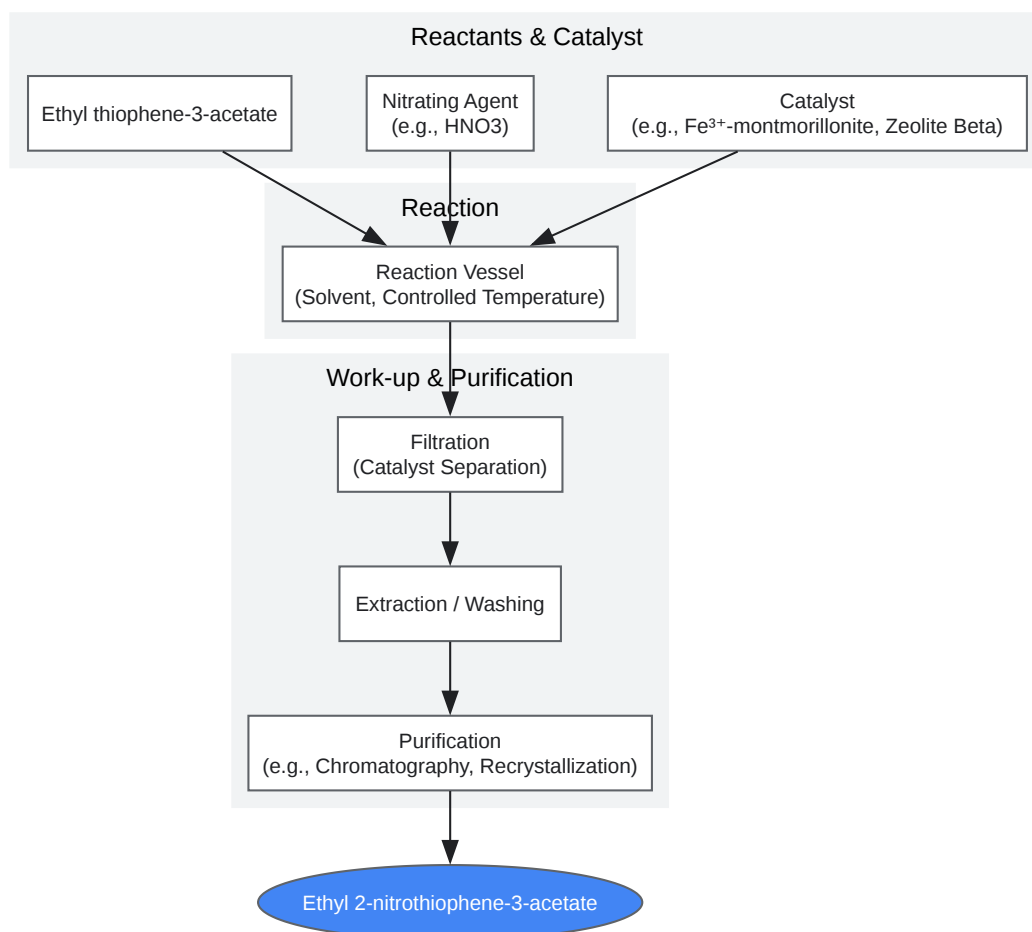 Reactants & Catalyst
Ethyl thiophene-3-acetate
Nitrating Agent
(e.g., HNO3)
Catalyst
(e.g., Fe³⁺-montmorillonite, Zeolite Beta)
Reaction
Reaction Vessel
(Solvent, Controlled Temperature)
Work-up & Purification
Filtration
(Catalyst Separation)
Extraction / Washing
Purification
(e.g., Chromatography, Recrystallization)
Ethyl 2-nitrothiophene-3-acetate